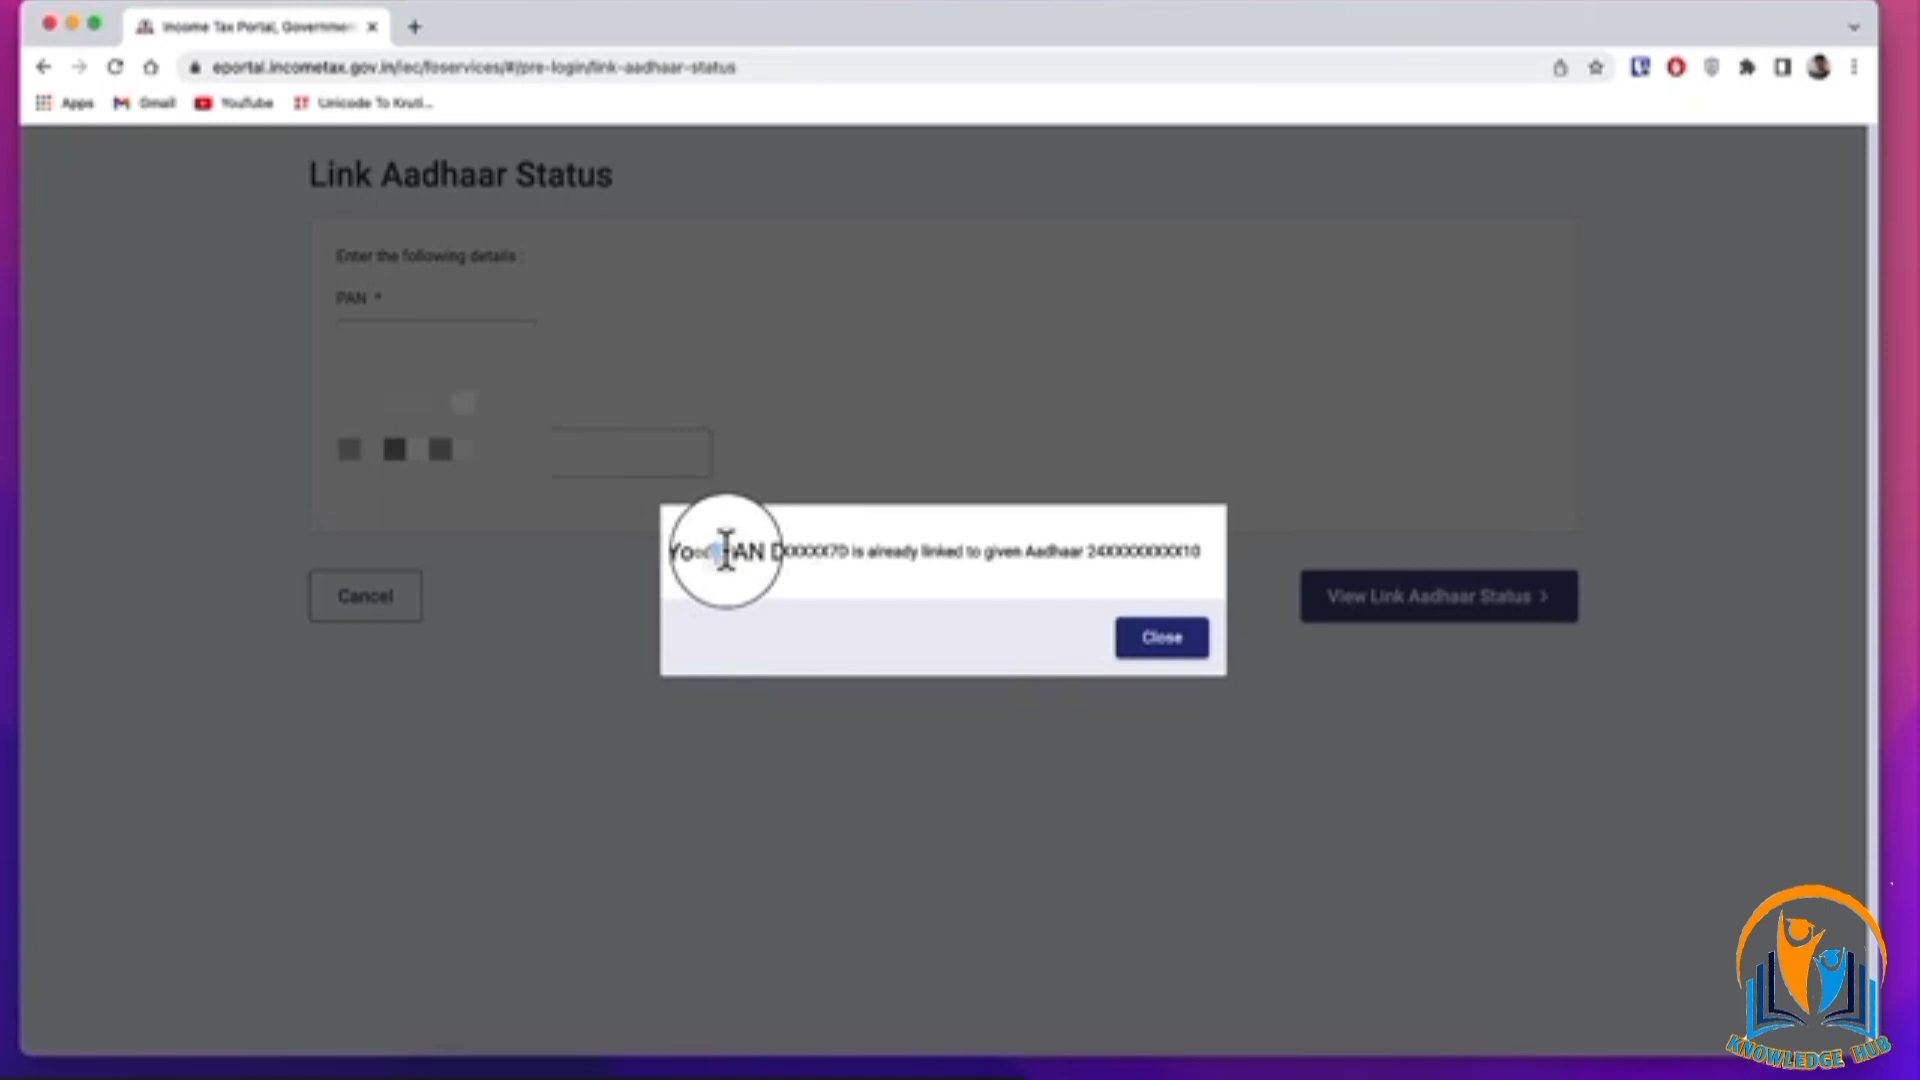 Income Tax Portal, Governmen
eportal.incometax.gov.in/iec/foservices/#/pre-login/link-aadhaar-status
Apps Gmail YouTube Unicode To Kruti...
Link Aadhaar Status
Enter the following details :
PAN *
PAN is already linked to given Aadhaar 24XXXXXXXX10
Cancel
View Link Aadhaar Status >
Close
KNOWLEDGE HUB